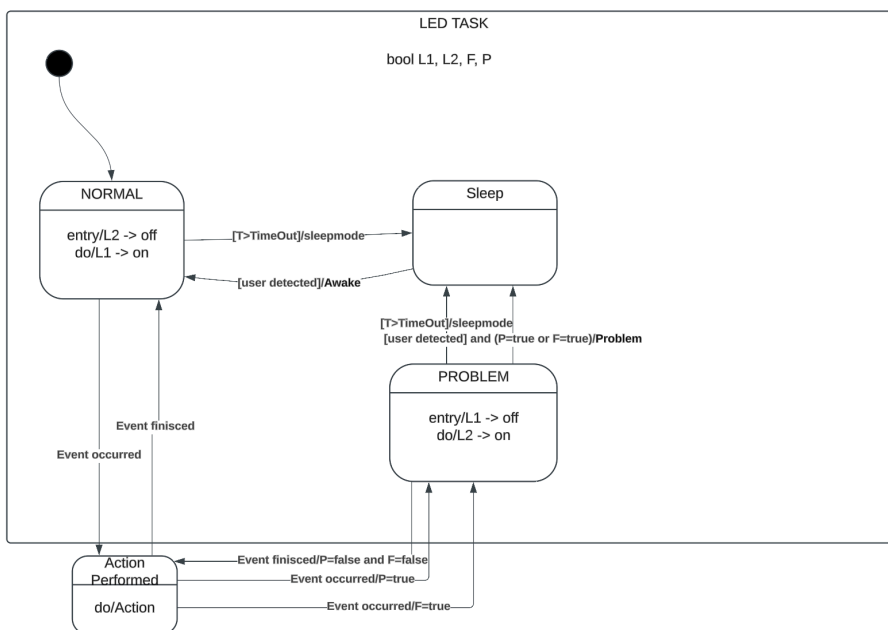 LED TASK
bool L1, L2, F, P
NORMAL
entry/L2 -> off
do/L1 -> on
Sleep
[T>TimeOut]/sleepmode
[user detected]/Awake
[T>TimeOut]/sleepmode
[user detected] and (P=true or F=true)/Problem
PROBLEM
entry/L1 -> off
do/L2 -> on
Event finisced
Event occurred
Action
Performed
do/Action
Event finisced/P=false and F=false
Event occurred/P=true
Event occurred/F=true